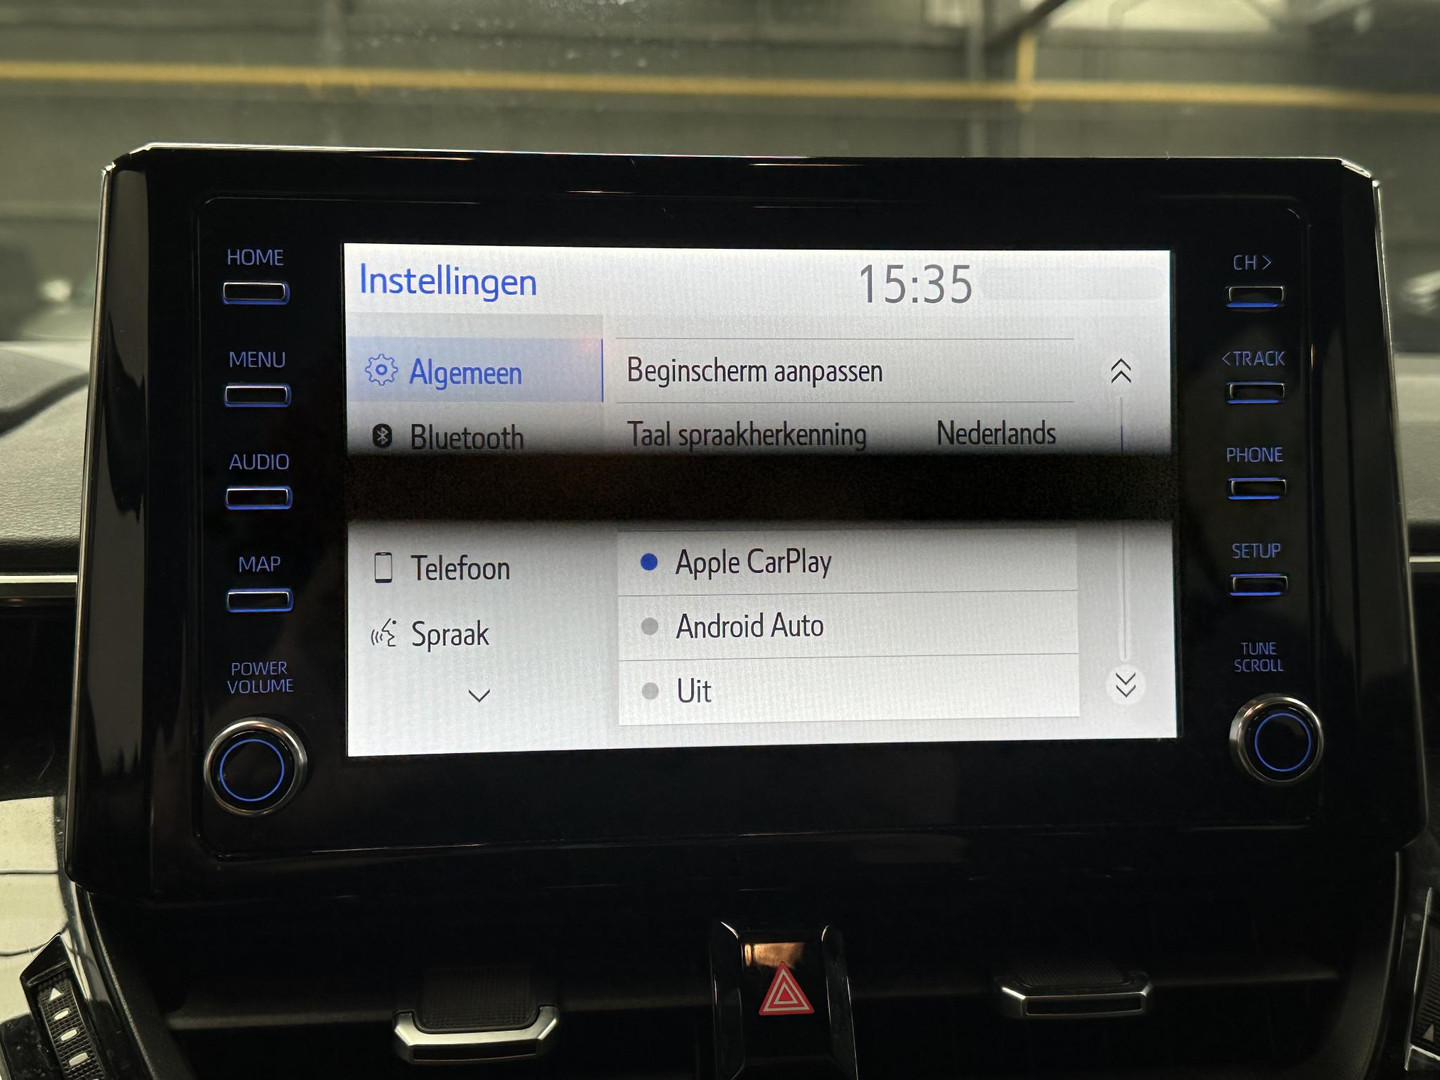 HOME
MENU
AUDIO
MAP
POWER
VOLUME
Instellingen
15:35
Algemeen
Bluetooth
Telefoon
Spraak
Beginscherm aanpassen
Taal spraakherkenning Nederlands
Apple CarPlay
Android Auto
Uit
CH>
<TRACK
PHONE
SETUP
TUNE
SCROLL